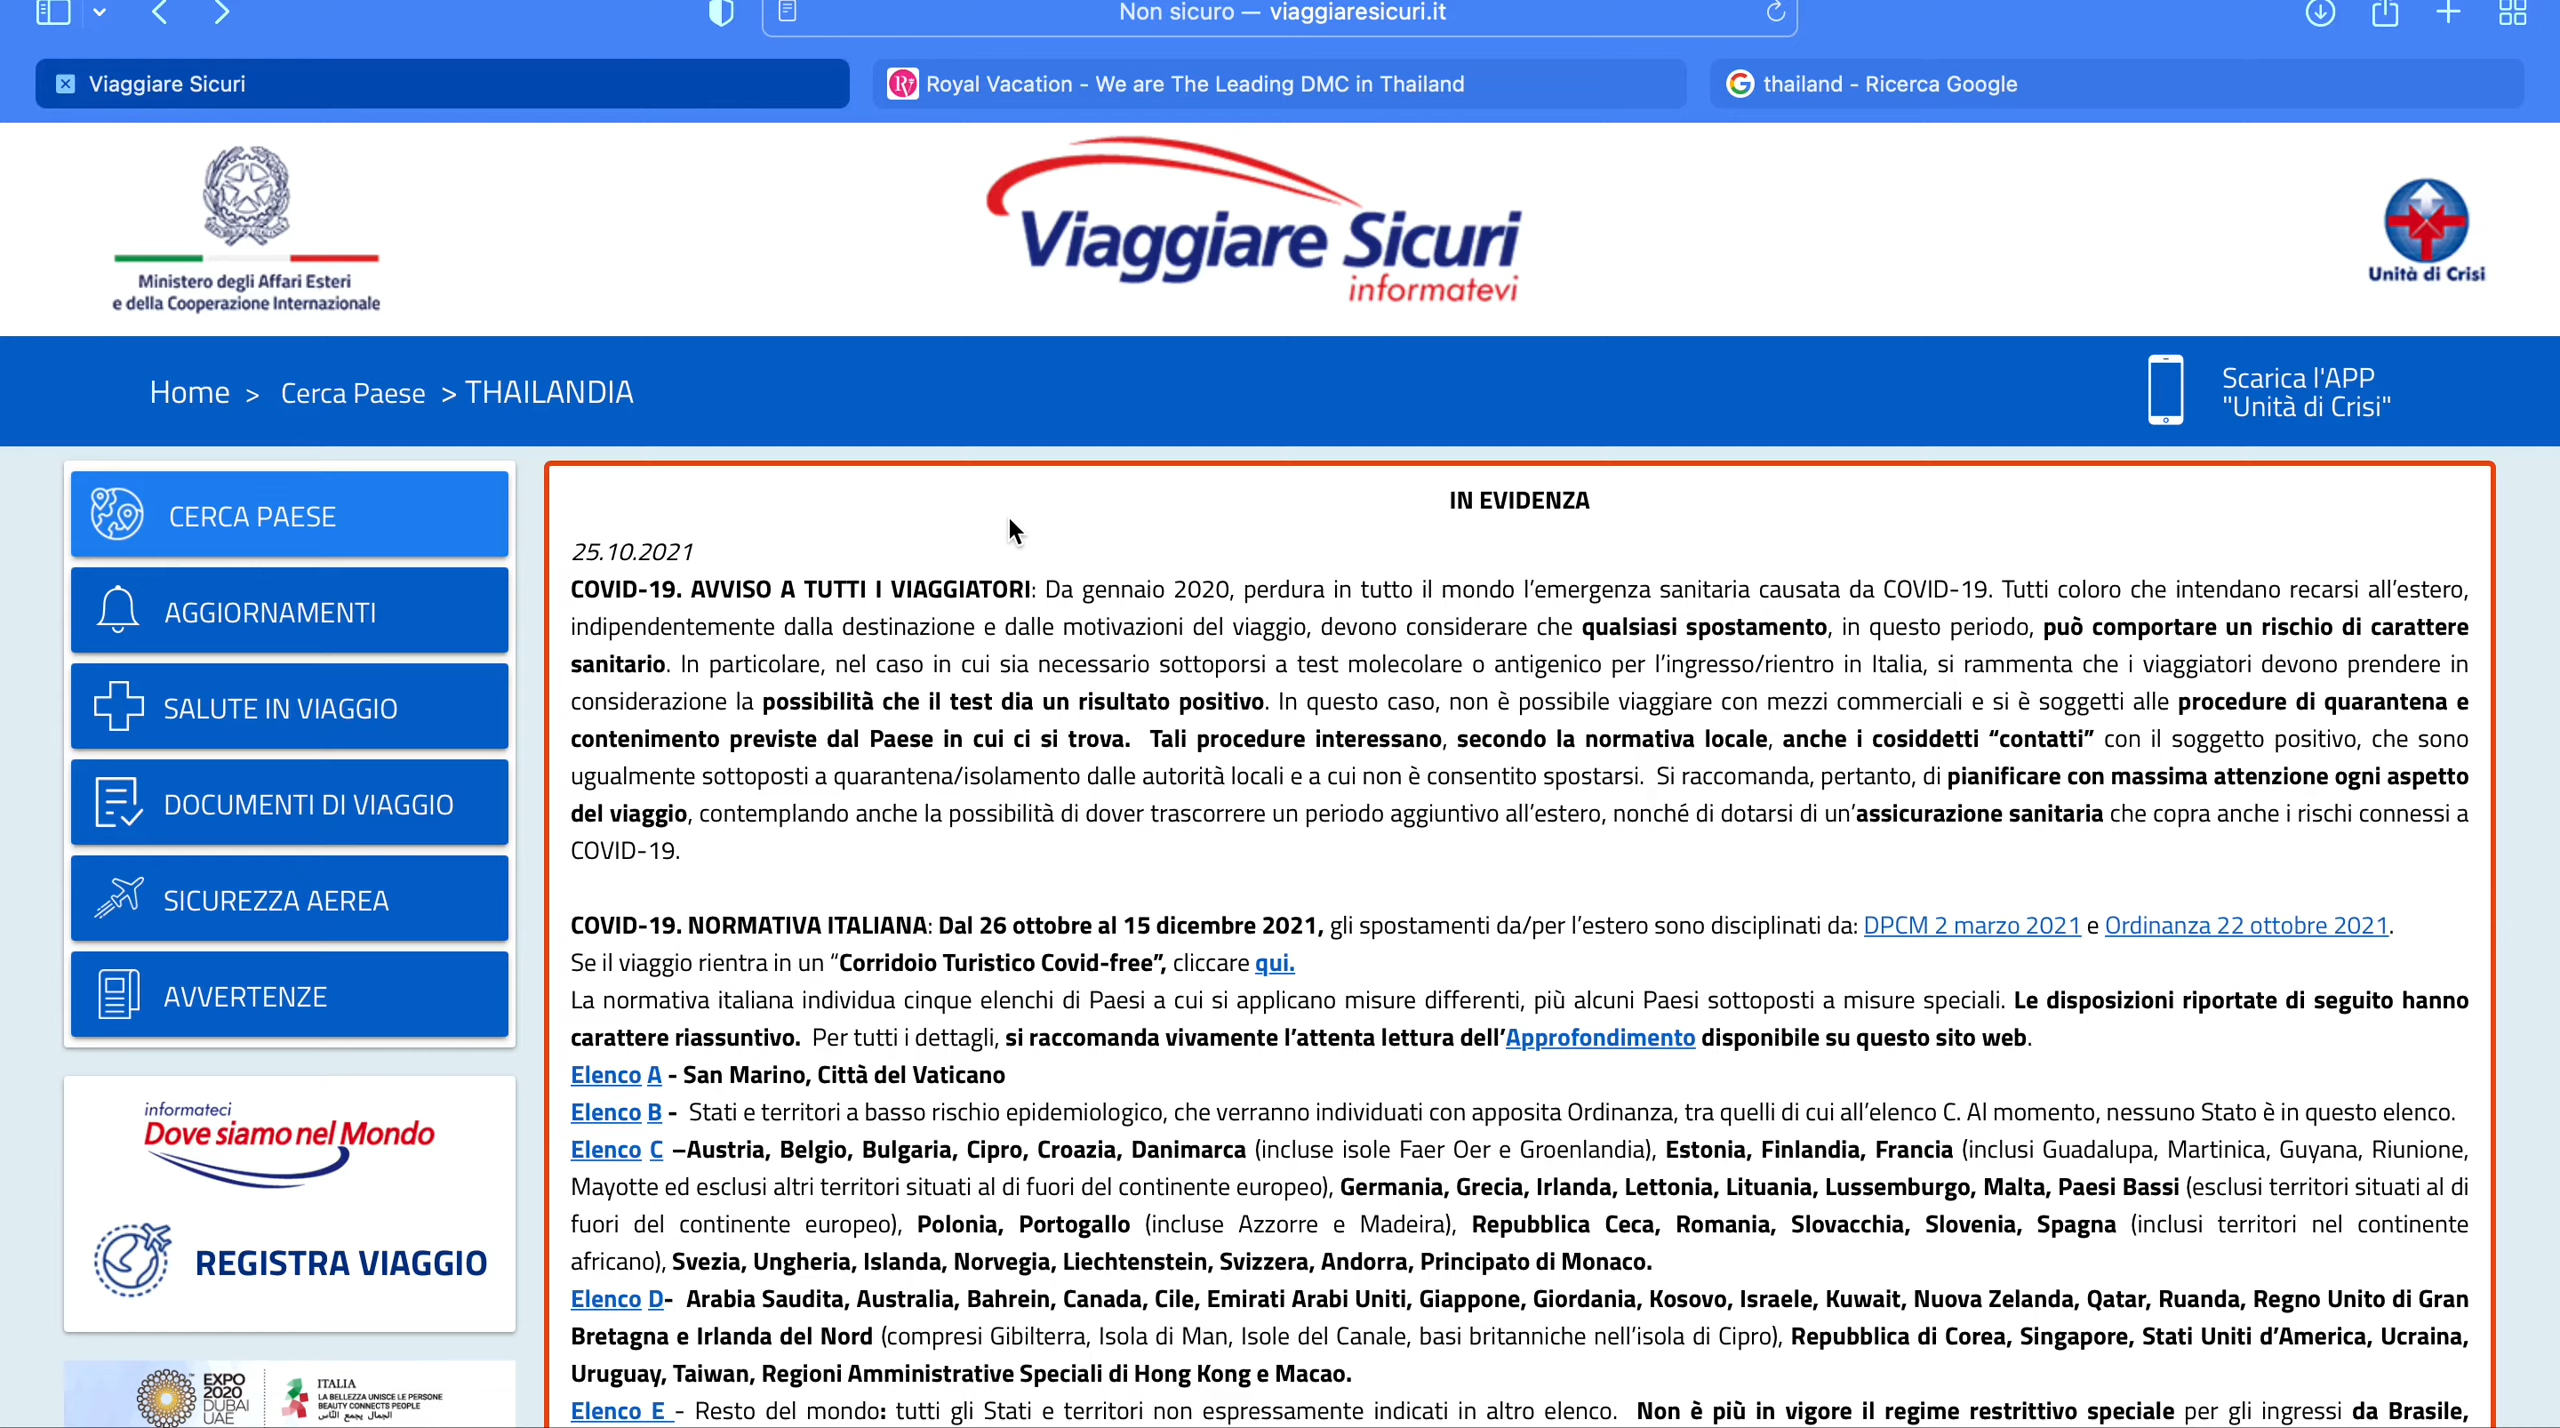 Non sicuro — viaggiaresicuri.it
Viaggiare Sicuri
Royal Vacation - We are The Leading DMC in Thailand
thailand - Ricerca Google
Ministero degli Affari Esteri
e della Cooperazione Internazionale
Viaggiare Sicuri
informatevi
Unità di Crisi
Home > Cerca Paese > THAILANDIA
Scarica l'APP
"Unità di Crisi"
CERCA PAESE
AGGIORNAMENTI
SALUTE IN VIAGGIO
DOCUMENTI DI VIAGGIO
SICUREZZA AEREA
AVVERTENZE
informateci
Dove siamo nel Mondo
REGISTRA VIAGGIO
EXPO
2020
DUBAI
UAE
ITALIA
LA BELLEZZA UNISCE LE PERSONE
BEAUTY CONNECTS PEOPLE
الجمال يجمع الناس
IN EVIDENZA
25.10.2021
COVID-19. AVVISO A TUTTI I VIAGGIATORI: Da gennaio 2020, perdura in tutto il mondo l’emergenza sanitaria causata da COVID-19. Tutti coloro che intendano recarsi all’estero,
indipendentemente dalla destinazione e dalle motivazioni del viaggio, devono considerare che qualsiasi spostamento, in questo periodo, può comportare un rischio di carattere
sanitario. In particolare, nel caso in cui sia necessario sottoporsi a test molecolare o antigenico per l’ingresso/rientro in Italia, si rammenta che i viaggiatori devono prendere in
considerazione la possibilità che il test dia un risultato positivo. In questo caso, non è possibile viaggiare con mezzi commerciali e si è soggetti alle procedure di quarantena e
contenimento previste dal Paese in cui ci si trova. Tali procedure interessano, secondo la normativa locale, anche i cosiddetti “contatti” con il soggetto positivo, che sono
ugualmente sottoposti a quarantena/isolamento dalle autorità locali e a cui non è consentito spostarsi. Si raccomanda, pertanto, di pianificare con massima attenzione ogni aspetto
del viaggio, contemplando anche la possibilità di dover trascorrere un periodo aggiuntivo all’estero, nonché di dotarsi di un’assicurazione sanitaria che copra anche i rischi connessi a
COVID-19.
COVID-19. NORMATIVA ITALIANA: Dal 26 ottobre al 15 dicembre 2021, gli spostamenti da/per l’estero sono disciplinati da: DPCM 2 marzo 2021 e Ordinanza 22 ottobre 2021.
Se il viaggio rientra in un “Corridoio Turistico Covid-free”, cliccare qui.
La normativa italiana individua cinque elenchi di Paesi a cui si applicano misure differenti, più alcuni Paesi sottoposti a misure speciali. Le disposizioni riportate di seguito hanno
carattere riassuntivo. Per tutti i dettagli, si raccomanda vivamente l’attenta lettura dell’Approfondimento disponibile su questo sito web.
Elenco A - San Marino, Città del Vaticano
Elenco B - Stati e territori a basso rischio epidemiologico, che verranno individuati con apposita Ordinanza, tra quelli di cui all’elenco C. Al momento, nessuno Stato è in questo elenco.
Elenco C –Austria, Belgio, Bulgaria, Cipro, Croazia, Danimarca (incluse isole Faer Oer e Groenlandia), Estonia, Finlandia, Francia (inclusi Guadalupa, Martinica, Guyana, Riunione,
Mayotte ed esclusi altri territori situati al di fuori del continente europeo), Germania, Grecia, Irlanda, Lettonia, Lituania, Lussemburgo, Malta, Paesi Bassi (esclusi territori situati al di
fuori del continente europeo), Polonia, Portogallo (incluse Azzorre e Madeira), Repubblica Ceca, Romania, Slovacchia, Slovenia, Spagna (inclusi territori nel continente
africano), Svezia, Ungheria, Islanda, Norvegia, Liechtenstein, Svizzera, Andorra, Principato di Monaco.
Elenco D- Arabia Saudita, Australia, Bahrein, Canada, Cile, Emirati Arabi Uniti, Giappone, Giordania, Kosovo, Israele, Kuwait, Nuova Zelanda, Qatar, Ruanda, Regno Unito di Gran
Bretagna e Irlanda del Nord (compresi Gibilterra, Isola di Man, Isole del Canale, basi britanniche nell’isola di Cipro), Repubblica di Corea, Singapore, Stati Uniti d’America, Ucraina,
Uruguay, Taiwan, Regioni Amministrative Speciali di Hong Kong e Macao.
Elenco E - Resto del mondo: tutti gli Stati e territori non espressamente indicati in altro elenco. Non è più in vigore il regime restrittivo speciale per gli ingressi da Brasile,